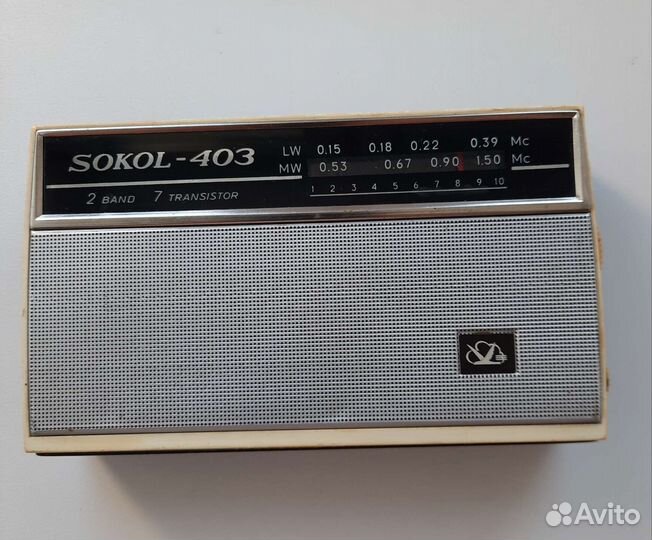 SOKOL-403
LW 0.15 0.18 0.22 0.39 Mc
MW 0.53 0.67 0.90 1.50 Mc
1 2 3 4 5 6 7 8 9 10
2 BAND 7 TRANSISTOR
Avito